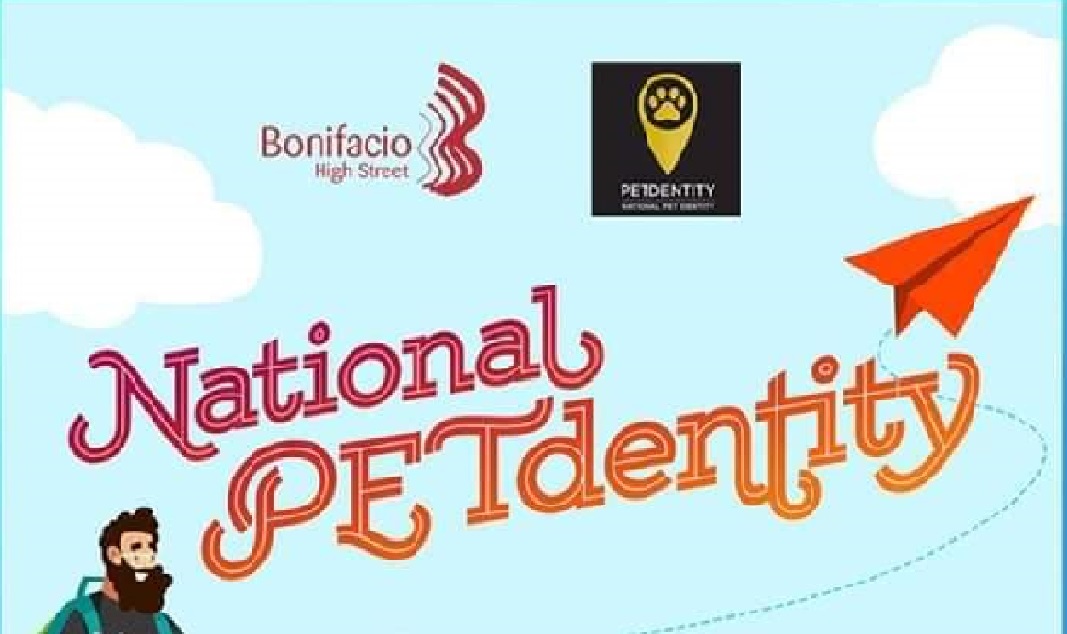 Bonifacio
High Street
PETDENTITY
NATIONAL PET IDENTITY
National
PETdentity